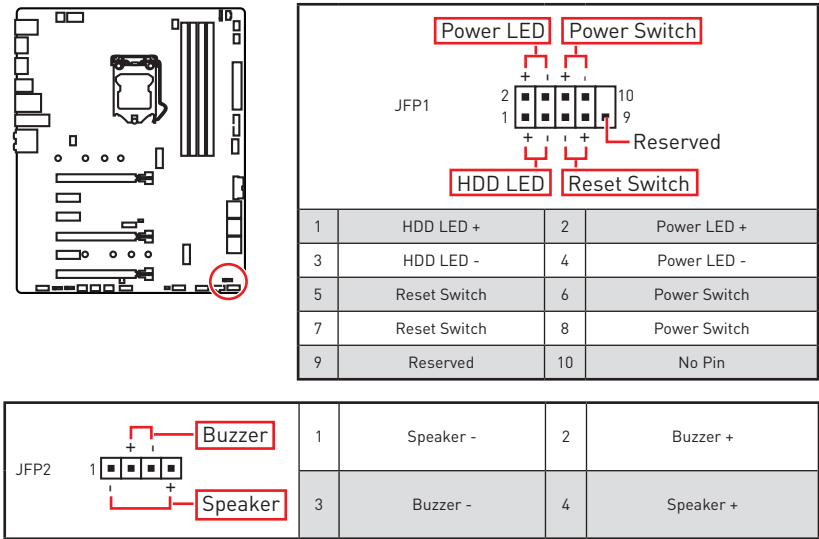 Power LED Power Switch
+ - + -
JFP1
2 10
1 9
+ - - +
Reserved
HDD LED Reset Switch
1 HDD LED + 2 Power LED +
3 HDD LED - 4 Power LED -
5 Reset Switch 6 Power Switch
7 Reset Switch 8 Power Switch
9 Reserved 10 No Pin
Buzzer
+ -
JFP2 1
- +
Speaker
1 Speaker - 2 Buzzer +
3 Buzzer - 4 Speaker +